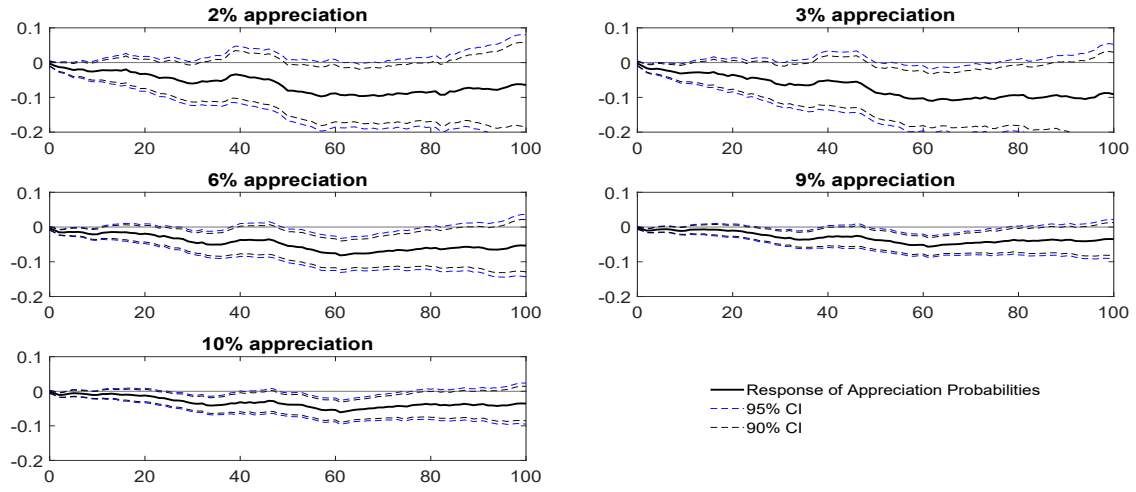 2% appreciation
0.1
0
-0.1
-0.2
0 20 40 60 80 100
3% appreciation
0.1
0
-0.1
-0.2
0 20 40 60 80 100
6% appreciation
0.1
0
-0.1
-0.2
0 20 40 60 80 100
9% appreciation
0.1
0
-0.1
-0.2
0 20 40 60 80 100
10% appreciation
0.1
0
-0.1
-0.2
0 20 40 60 80 100
Response of Appreciation Probabilities
95% CI
90% CI